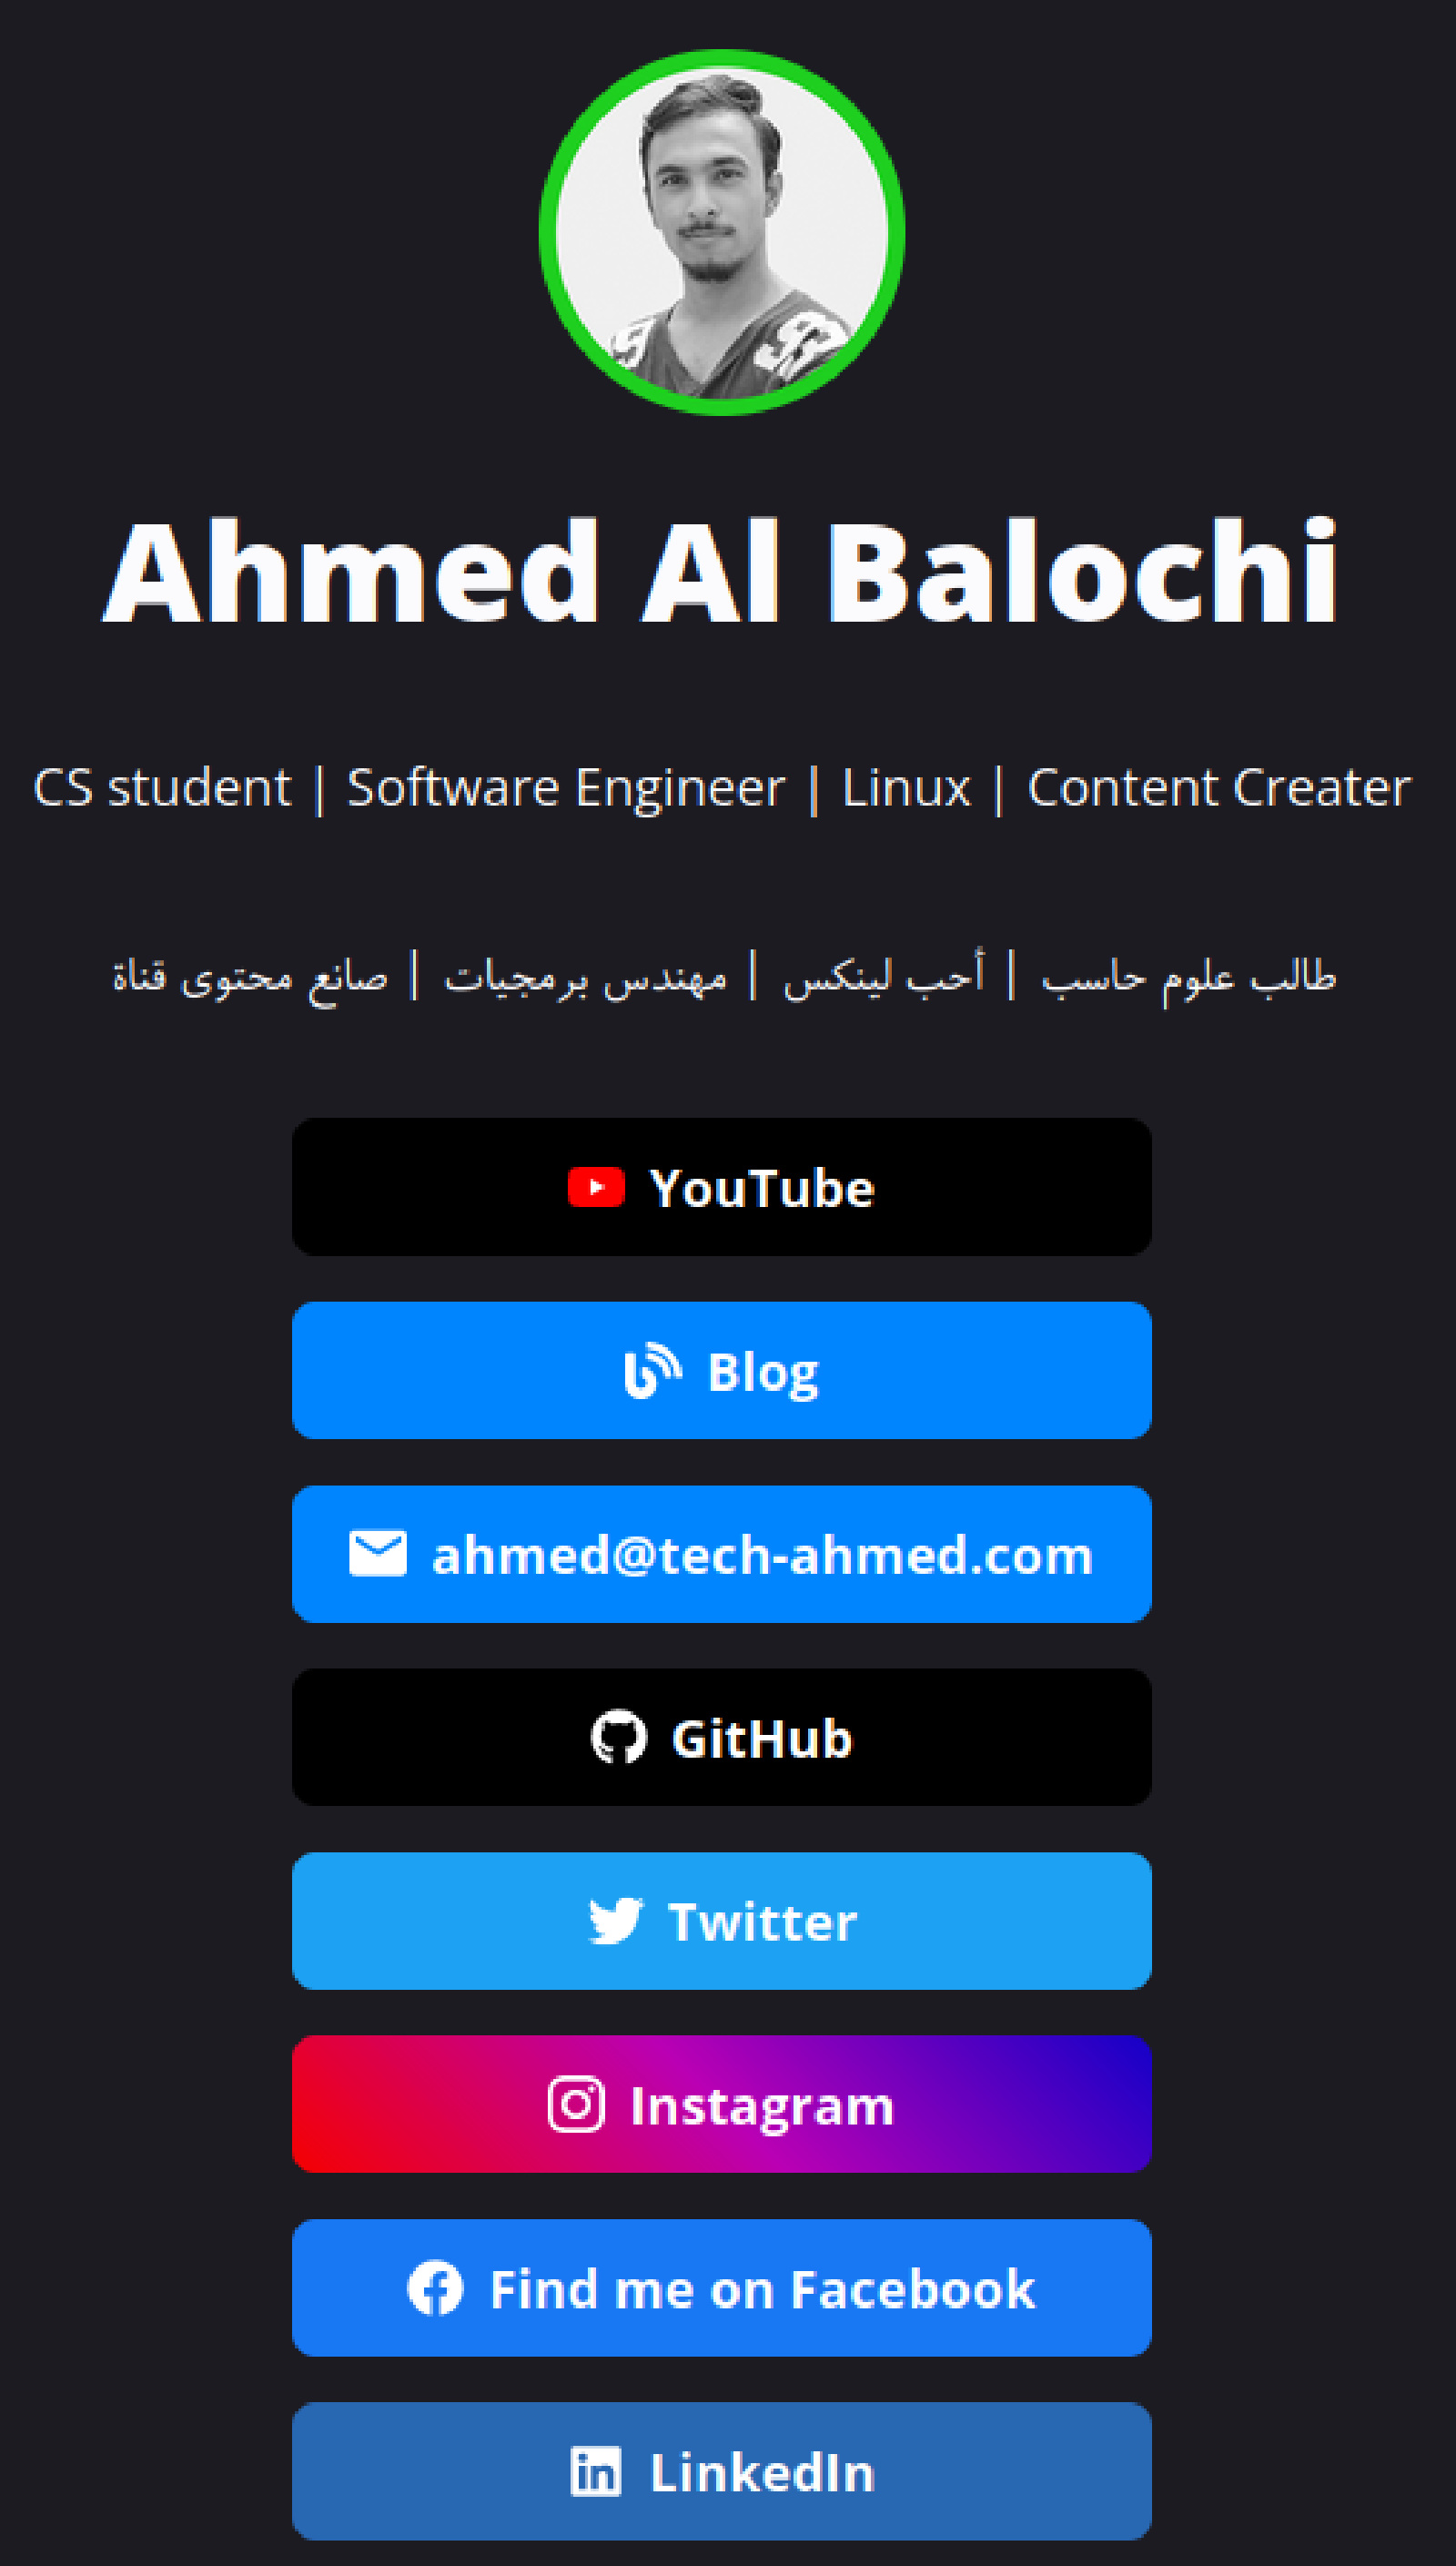 Ahmed Al Balochi
CS student | Software Engineer | Linux | Content Creater
طالب علوم حاسب | أحب لينكس | مهندس برمجيات | صانع محتوى قناة
YouTube
Blog
ahmed@tech-ahmed.com
GitHub
Twitter
Instagram
Find me on Facebook
LinkedIn